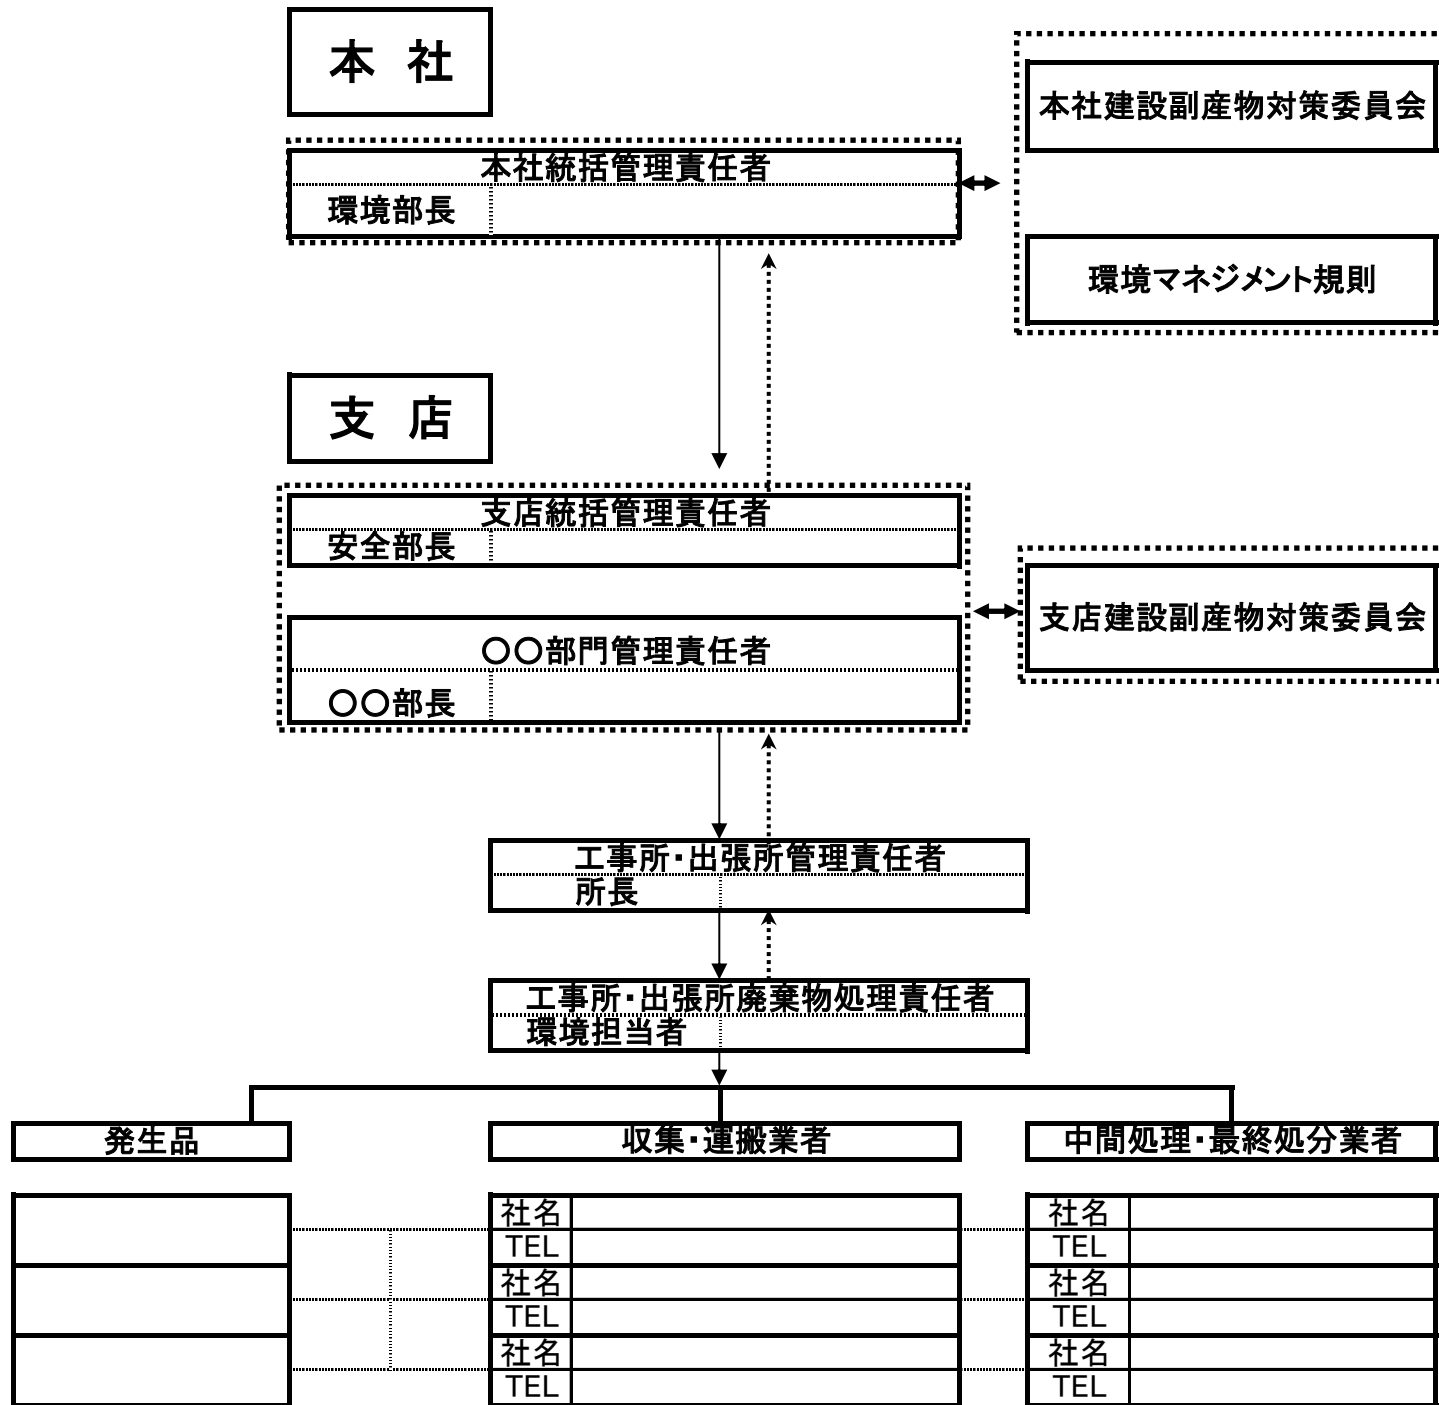 本 社
本社建設副産物対策委員会
本社統括管理責任者
環境部長
環境マネジメント規則
支 店
支店統括管理責任者
安全部長
支店建設副産物対策委員会
〇〇部門管理責任者
〇〇部長
工事所・出張所管理責任者
所長
工事所・出張所廃棄物処理責任者
環境担当者
発生品
収集・運搬業者
中間処理・最終処分業者
社名
社名
TEL
TEL
社名
社名
TEL
TEL
社名
社名
TEL
TEL